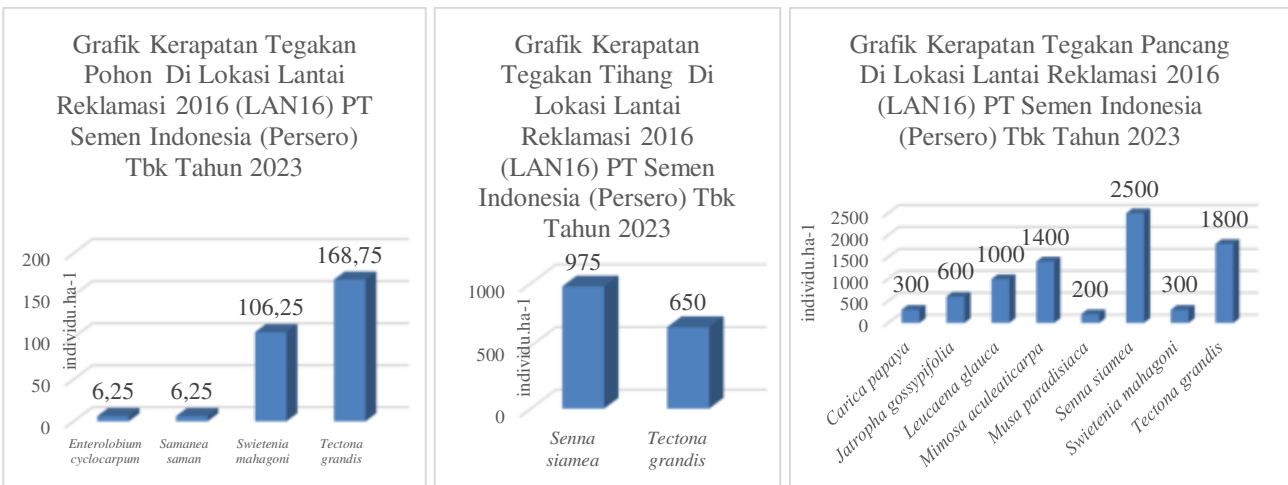 Grafik Kerapatan Tegakan
Pohon Di Lokasi Lantai
Reklamasi 2016 (LAN16) PT
Semen Indonesia (Persero)
Tbk Tahun 2023
individu.ha-1
200
150
100
50
0
6,25
6,25
106,25
168,75
Enterolobium
cyclocarpum
Samanea
saman
Swietenia
mahagoni
Tectona
grandis
Grafik Kerapatan
Tegakan Tihang Di
Lokasi Lantai
Reklamasi 2016
(LAN16) PT Semen
Indonesia (Persero) Tbk
Tahun 2023
individu.ha-1
1000
500
0
975
650
Senna
siamea
Tectona
grandis
Grafik Kerapatan Tegakan Pancang
Di Lokasi Lantai Reklamasi 2016
(LAN16) PT Semen Indonesia
(Persero) Tbk Tahun 2023
individu.ha-1
2500
2000
1500
1000
500
0
300
600
1000
1400
200
2500
300
1800
Carica papaya
Jatropha gossypifolia
Leucaena glauca
Mimosa aculeaticarpa
Musa paradisiaca
Senna siamea
Swietenia mahagoni
Tectona grandis